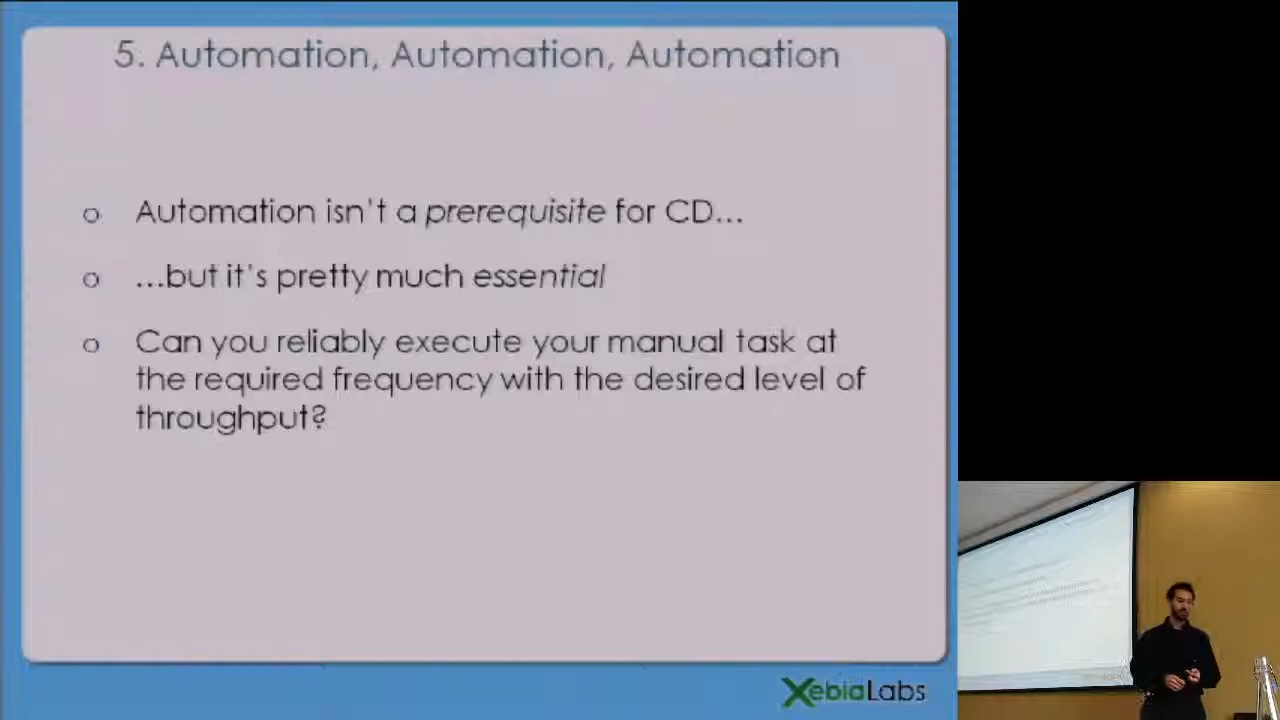 5. Automation, Automation, Automation
o Automation isn't a prerequisite for CD...
o ...but it's pretty much essential
o Can you reliably execute your manual task at
the required frequency with the desired level of
throughput?
XebiaLabs